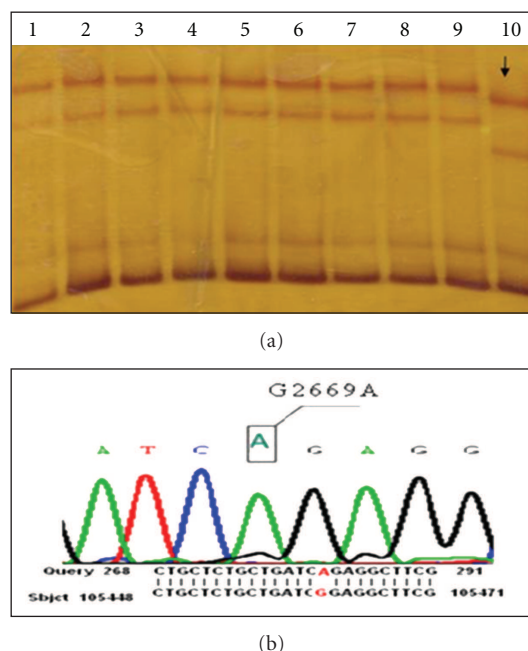 1 2 3 4 5 6 7 8 9 10
(a)
G2669A
A T C A G A G G
Query 268 CTGCTCTGCTGATCAGAGGCTTCG 291
Sbjct 105448 CTGCTCTGCTGATCGGAGGCTTCG 105471
(b)